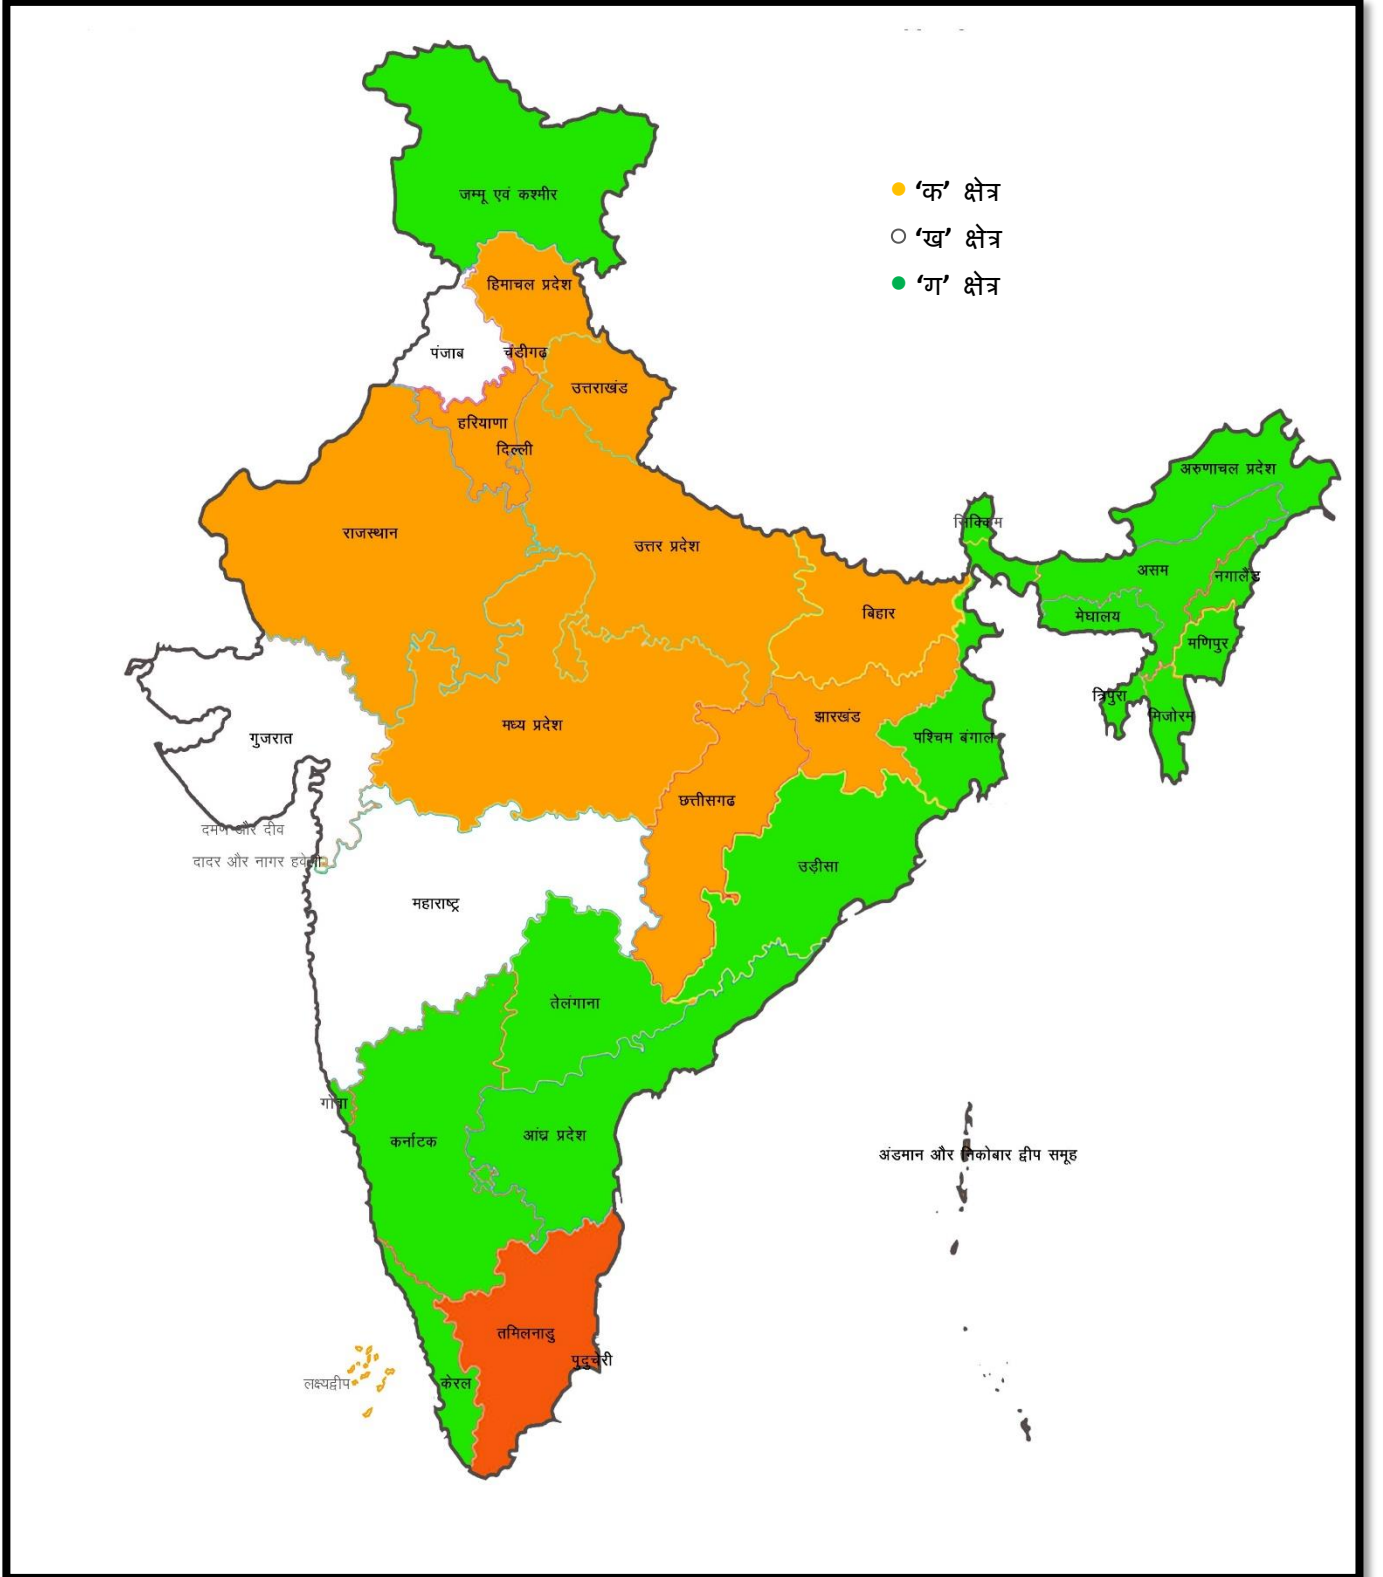 जम्मू एवं कश्मीर
‘क’ क्षेत्र
‘ख’ क्षेत्र
‘ग’ क्षेत्र
हिमाचल प्रदेश
पंजाब
चंडीगढ़
उत्तराखंड
हरियाणा
दिल्ली
अरुणाचल प्रदेश
राजस्थान
सिक्किम
उत्तर प्रदेश
असम
नगालैंड
बिहार
मेघालय
मणिपुर
त्रिपुरा
मिजोरम
झारखंड
मध्य प्रदेश
गुजरात
पश्चिम बंगाल
छत्तीसगढ
दमण और दीव
दादर और नागर हवेली
उड़ीसा
महाराष्ट्र
तेलंगाना
गोवा
कर्नाटक
आंध्र प्रदेश
अंडमान और निकोबार द्वीप समूह
तमिलनाडु
पुदुचेरी
लक्ष्यद्वीप
केरल